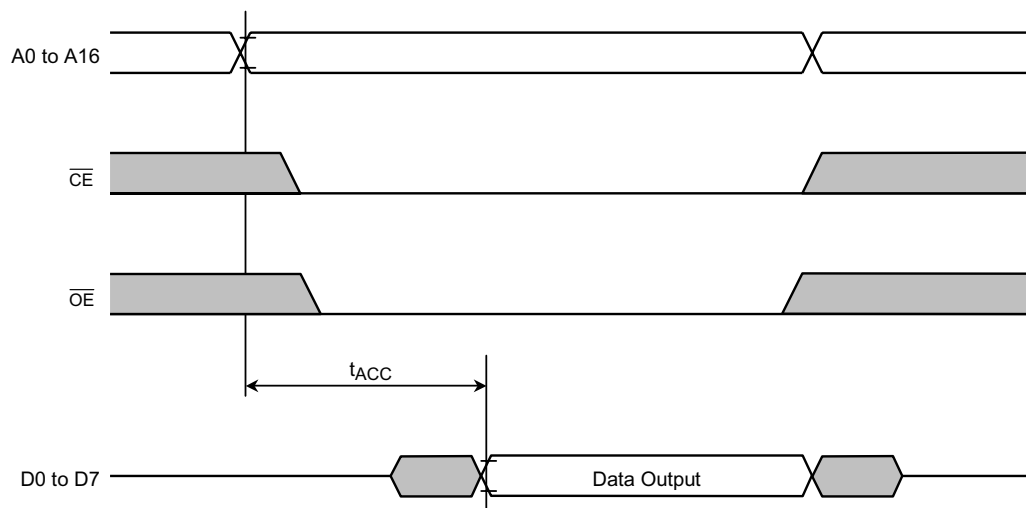 A0 to A16
CE
OE
tACC
D0 to D7
Data Output